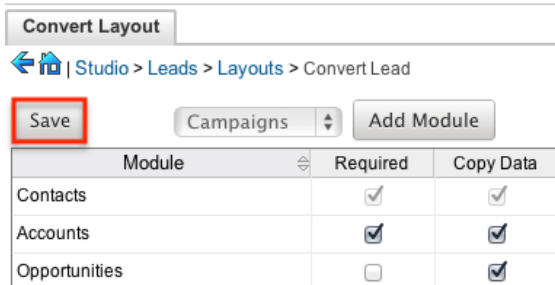 Convert Layout
| Studio > Leads > Layouts > Convert Lead
Save Campaigns Add Module
Module Required Copy Data
Contacts
Accounts
Opportunities